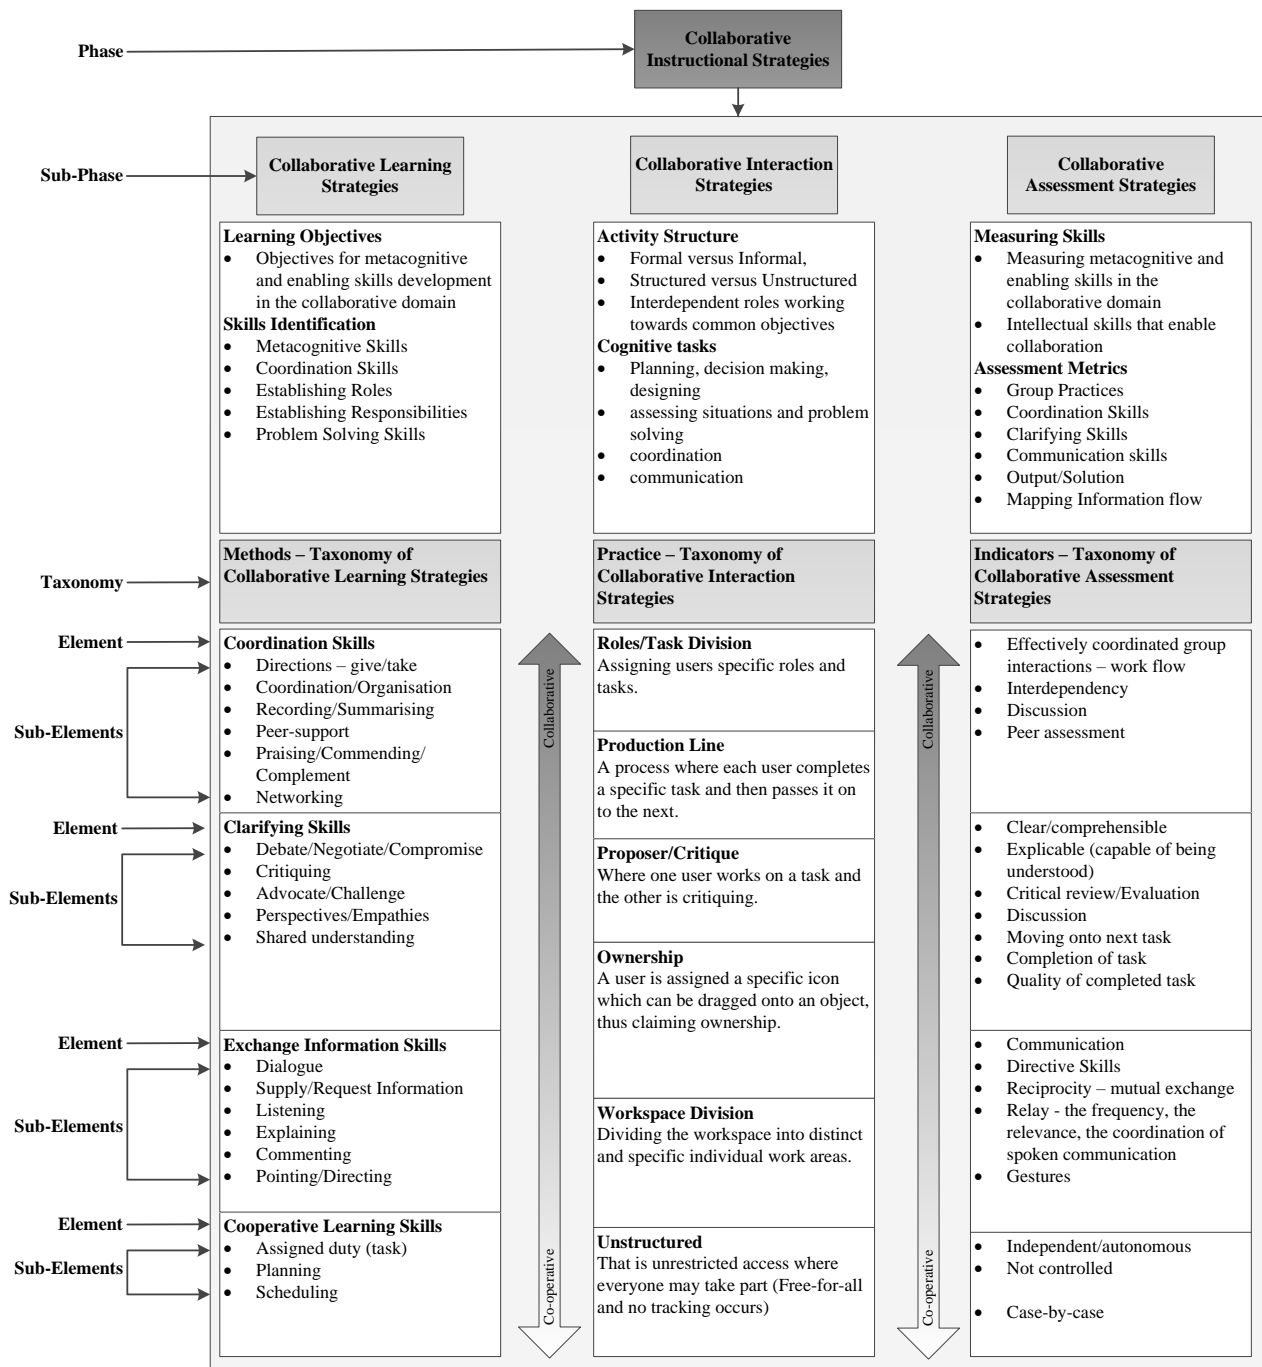 Phase
Collaborative
Instructional Strategies
Sub-Phase
Collaborative Learning
Strategies
Collaborative Interaction
Strategies
Collaborative
Assessment Strategies
Learning Objectives
• Objectives for metacognitive
and enabling skills development
in the collaborative domain
Skills Identification
• Metacognitive Skills
• Coordination Skills
• Establishing Roles
• Establishing Responsibilities
• Problem Solving Skills
Activity Structure
• Formal versus Informal,
• Structured versus Unstructured
• Interdependent roles working
towards common objectives
Cognitive tasks
• Planning, decision making,
designing
• assessing situations and problem
solving
• coordination
• communication
Measuring Skills
• Measuring metacognitive and
enabling skills in the
collaborative domain
• Intellectual skills that enable
collaboration
Assessment Metrics
• Group Practices
• Coordination Skills
• Clarifying Skills
• Communication skills
• Output/Solution
• Mapping Information flow
Taxonomy
Methods – Taxonomy of
Collaborative Learning Strategies
Practice – Taxonomy of
Collaborative Interaction
Strategies
Indicators – Taxonomy of
Collaborative Assessment
Strategies
Element
Sub-Elements
Coordination Skills
• Directions – give/take
• Coordination/Organisation
• Recording/Summarising
• Peer-support
• Praising/Commending/
Complement
• Networking
Element
Sub-Elements
Clarifying Skills
• Debate/Negotiate/Compromise
• Critiquing
• Advocate/Challenge
• Perspectives/Empathies
• Shared understanding
Element
Sub-Elements
Exchange Information Skills
• Dialogue
• Supply/Request Information
• Listening
• Explaining
• Commenting
• Pointing/Directing
Element
Sub-Elements
Cooperative Learning Skills
• Assigned duty (task)
• Planning
• Scheduling
Collaborative
Co-operative
Roles/Task Division
Assigning users specific roles and
tasks.
Production Line
A process where each user completes
a specific task and then passes it on
to the next.
Proposer/Critique
Where one user works on a task and
the other is critiquing.
Ownership
A user is assigned a specific icon
which can be dragged onto an object,
thus claiming ownership.
Workspace Division
Dividing the workspace into distinct
and specific individual work areas.
Unstructured
That is unrestricted access where
everyone may take part (Free-for-all
and no tracking occurs)
Collaborative
Co-operative
• Effectively coordinated group
interactions – work flow
• Interdependency
• Discussion
• Peer assessment
• Clear/comprehensible
• Explicable (capable of being
understood)
• Critical review/Evaluation
• Discussion
• Moving onto next task
• Completion of task
• Quality of completed task
• Communication
• Directive Skills
• Reciprocity – mutual exchange
• Relay - the frequency, the
relevance, the coordination of
spoken communication
• Gestures
• Independent/autonomous
• Not controlled
• Case-by-case